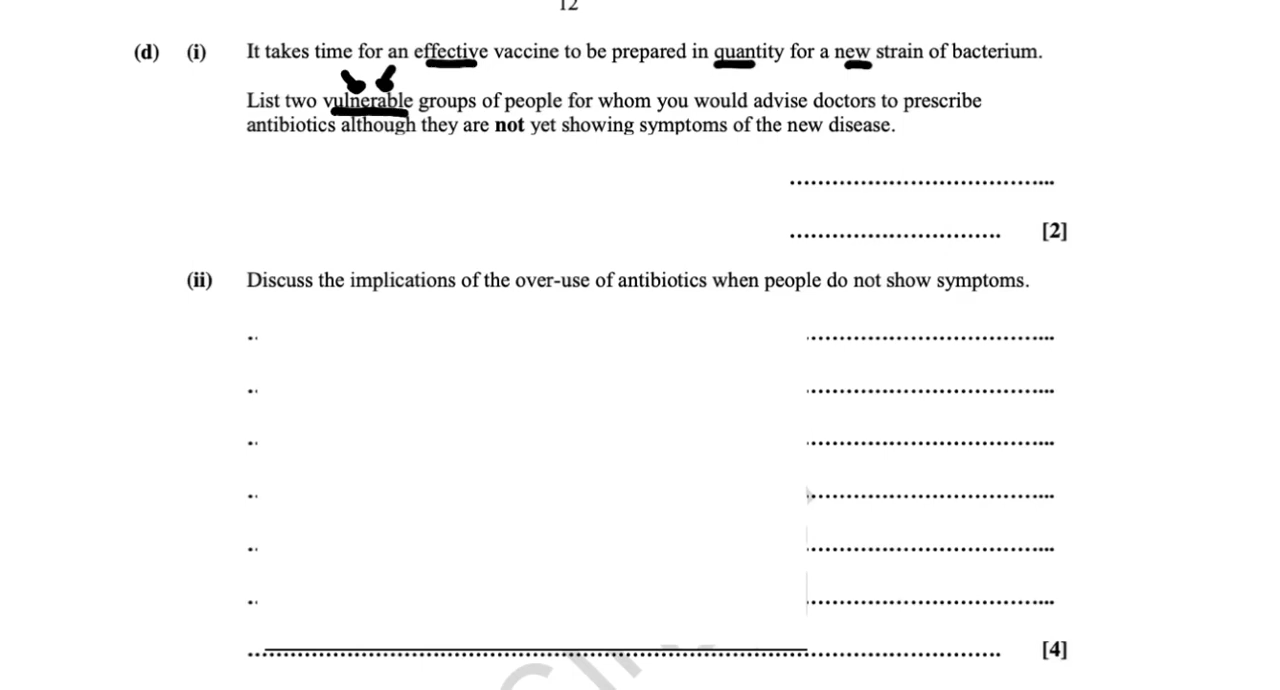 12
(d) (i) It takes time for an effective vaccine to be prepared in quantity for a new strain of bacterium.
List two vulnerable groups of people for whom you would advise doctors to prescribe
antibiotics although they are not yet showing symptoms of the new disease.
[2]
(ii) Discuss the implications of the over-use of antibiotics when people do not show symptoms.
[4]